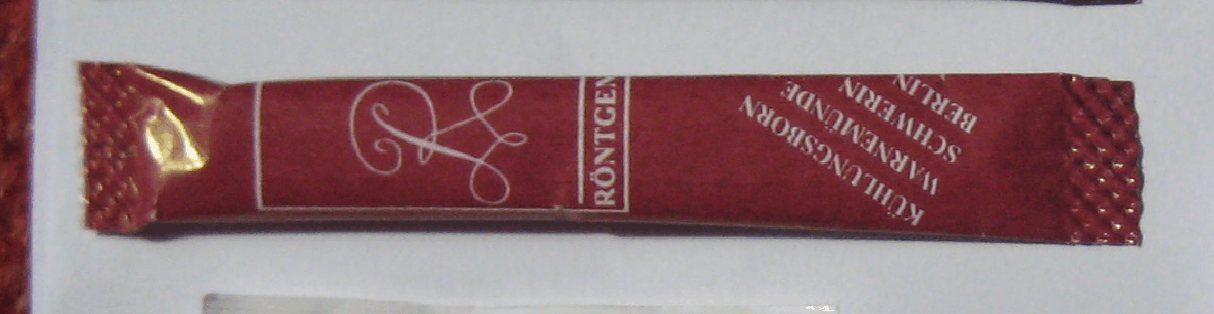 RÖNTGEN
KÜHLUNGSBORN
WARNEMÜNDE
SCHWERIN
BERLIN